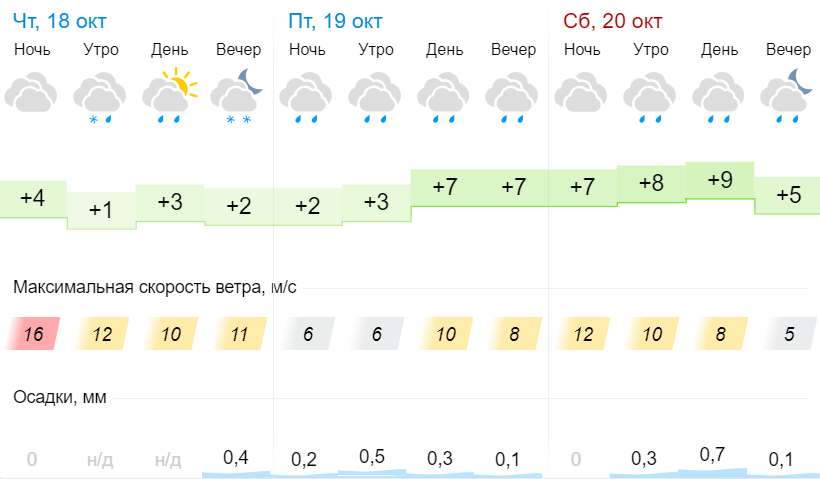 Чт, 18 окт Пт, 19 окт Сб, 20 окт
Ночь Утро День Вечер Ночь Утро День Вечер Ночь Утро День Вечер
+4 +1 +3 +2 +2 +3 +7 +7 +7 +8 +9 +5
Максимальная скорость ветра, м/с
16 12 10 11 6 6 10 8 12 10 8 5
Осадки, мм
0 н/д н/д 0,4 0,2 0,5 0,3 0,1 0 0,3 0,7 0,1